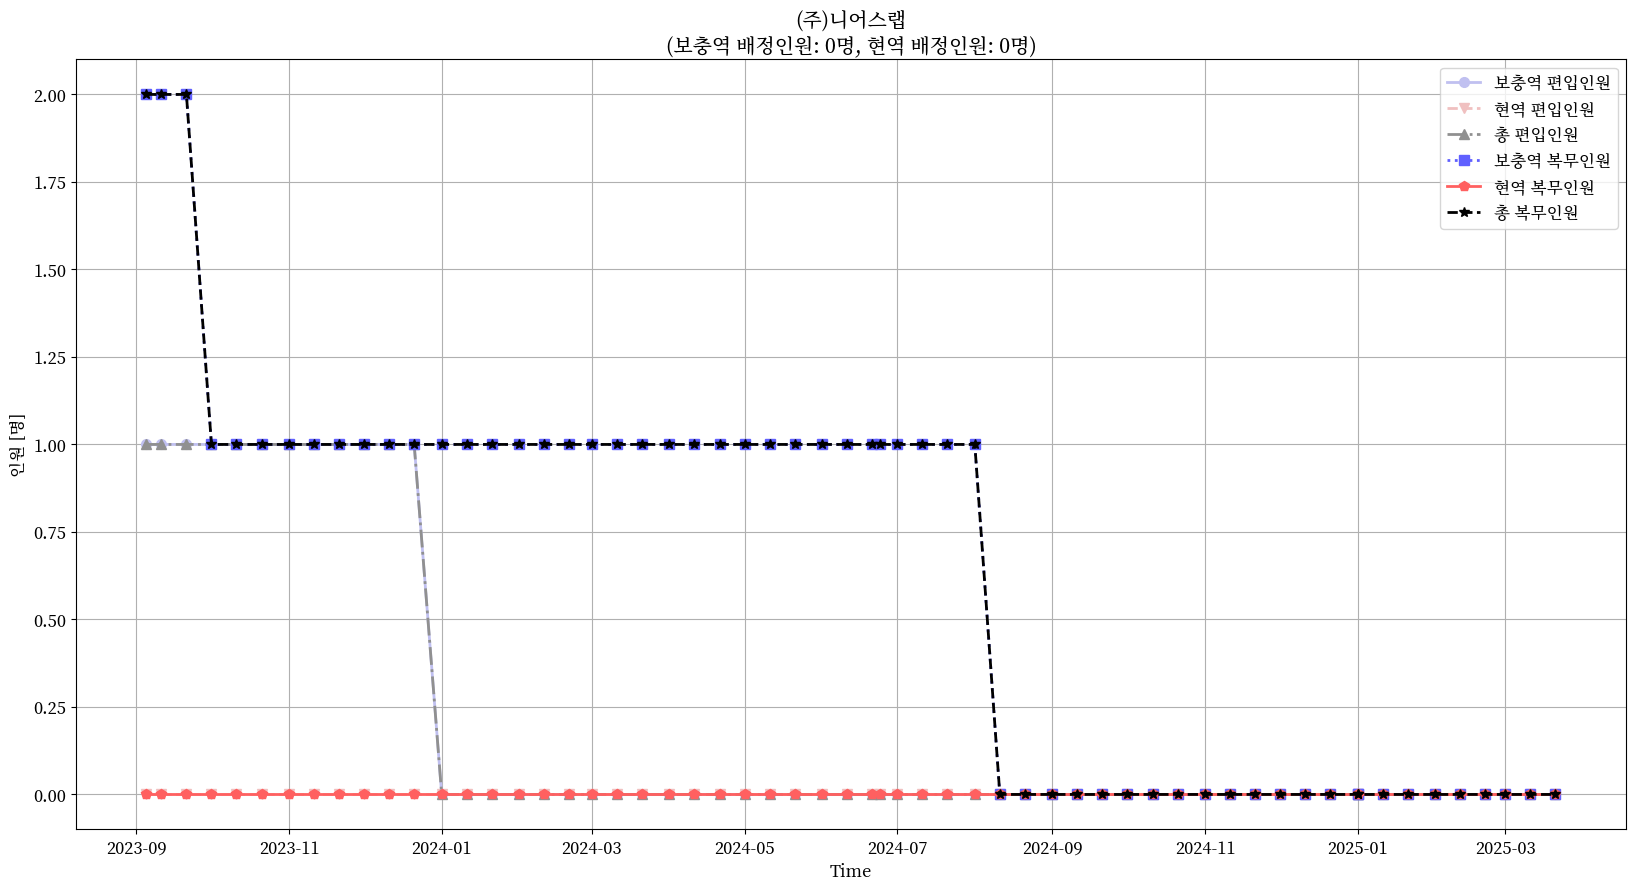 (주)니어스랩
(보충역 배정인원: 0명, 현역 배정인원: 0명)
보충역 편입인원
현역 편입인원
총 편입인원
보충역 복무인원
현역 복무인원
총 복무인원
인원 [명]
2.00
1.75
1.50
1.25
1.00
0.75
0.50
0.25
0.00
2023-09
2023-11
2024-01
2024-03
2024-05
2024-07
2024-09
2024-11
2025-01
2025-03
Time